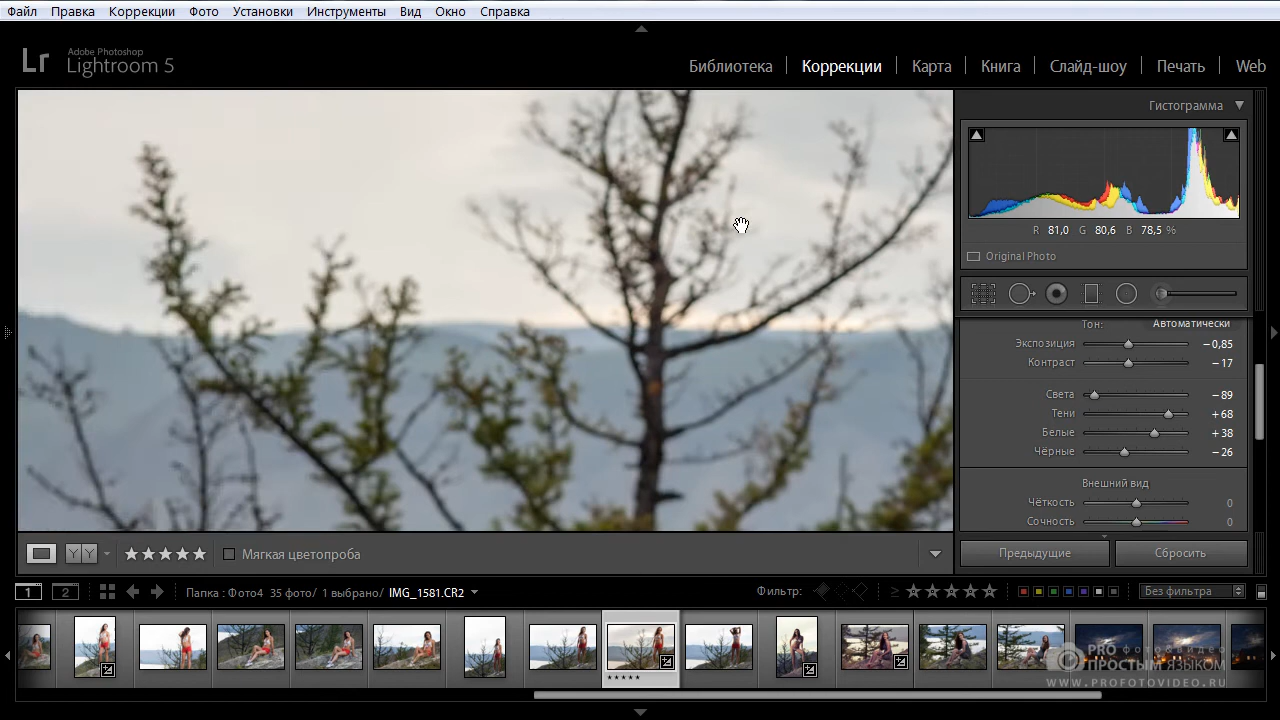 Файл Правка Коррекции Фото Установки Инструменты Вид Окно Справка
Lr Adobe Photoshop
Lightroom 5
Библиотека Коррекции Карта Книга Слайд-шоу Печать Web
Гистограмма
R 81,0 G 80,6 B 78,5 %
Original Photo
Тон: Автоматически
Экспозиция −0,85
Контраст −17
Света −89
Тени +68
Белые +38
Чёрные −26
Внешний вид
Чёткость 0
Сочность 0
Y Y Мягкая цветопроба
Предыдущие Сбросить
1 2 Папка : Фото4 35 фото/ 1 выбрано/ IMG_1581.CR2 Фильтр: Без фильтра
PRO фото&видео
ПРОСТЫМ ЯЗЫКОМ
WWW.PROFOTOVIDEO.RU